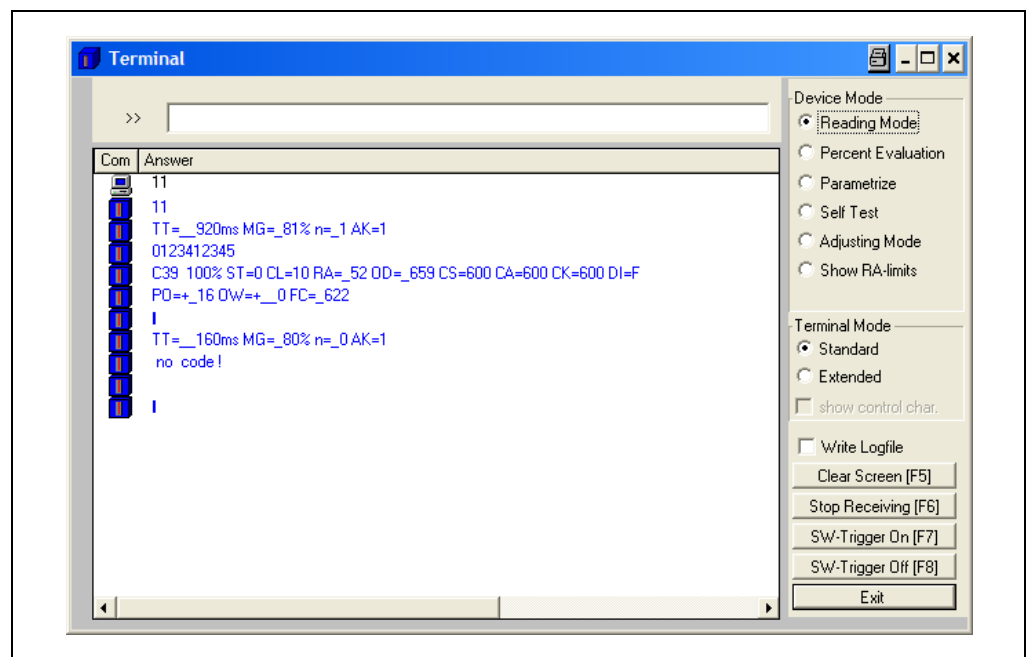 Terminal
>>
Com Answer
11
11
TT=__920ms MG=_81% n=_1 AK=1
0123412345
C39 100% ST=0 CL=10 RA=_52 OD=_659 CS=600 CA=600 CK=600 DI=F
PO=+_16 OW=+__0 FC=_622
TT=__160ms MG=_80% n=_0 AK=1
no code !
Device Mode
Reading Mode
Percent Evaluation
Parametrize
Self Test
Adjusting Mode
Show RA-limits
Terminal Mode
Standard
Extended
show control char.
Write Logfile
Clear Screen [F5]
Stop Receiving [F6]
SW-Trigger On [F7]
SW-Trigger Off [F8]
Exit